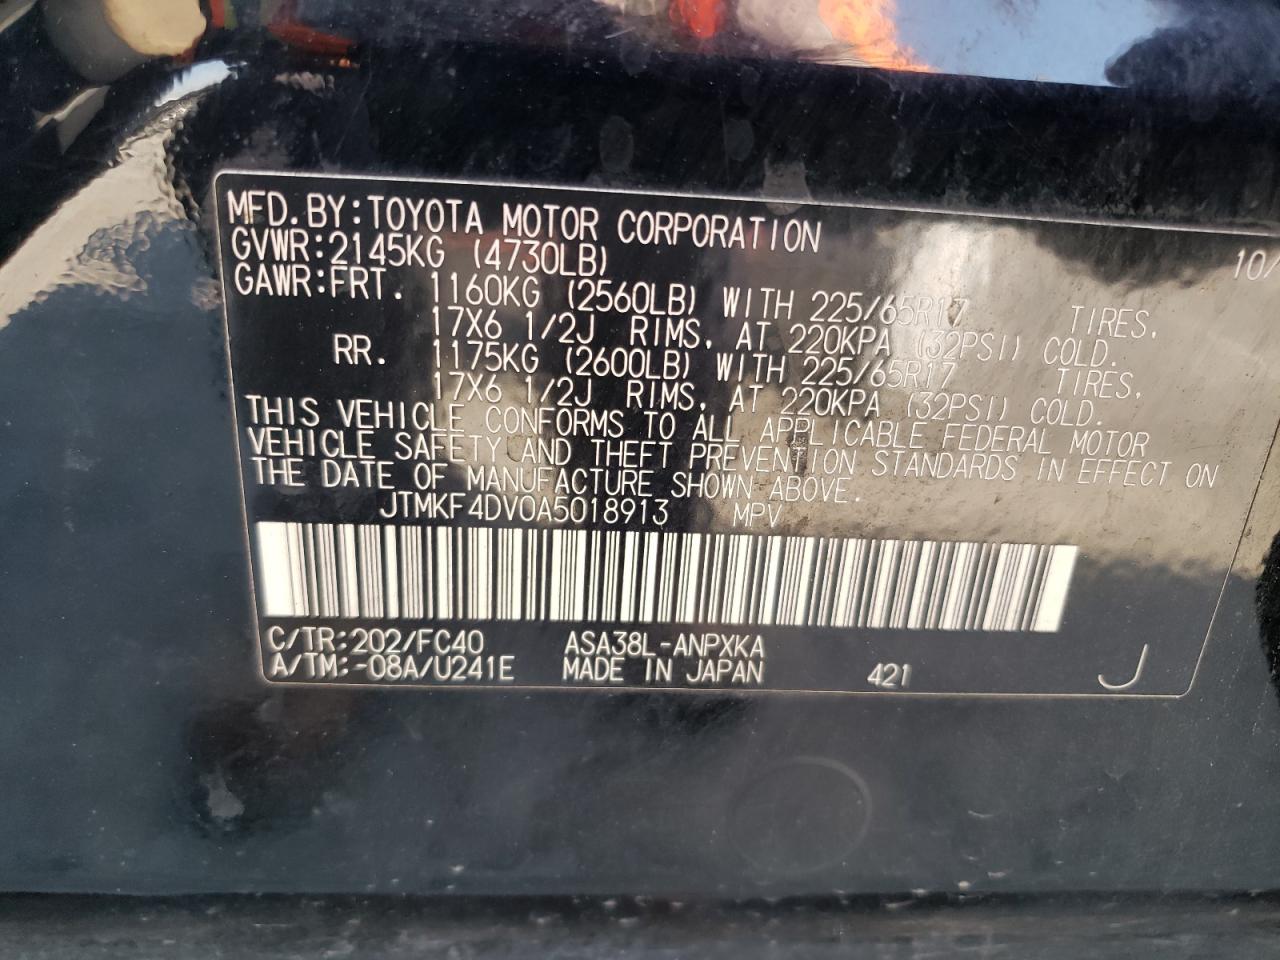 MFD.BY:TOYOTA MOTOR CORPORATION 10/
GVWR:2145KG (4730LB)
GAWR:FRT. 1160KG (2560LB) WITH 225/65R17 TIRES,
17X6 1/2J RIMS, AT 220KPA (32PSI) COLD.
RR. 1175KG (2600LB) WITH 225/65R17 TIRES,
17X6 1/2J RIMS, AT 220KPA (32PSI) COLD.
THIS VEHICLE CONFORMS TO ALL APPLICABLE FEDERAL MOTOR
VEHICLE SAFETY AND THEFT PREVENTION STANDARDS IN EFFECT ON
THE DATE OF MANUFACTURE SHOWN ABOVE.
JTMKF4DV0A5018913 MPV
C/TR:202/FC40 ASA38L-ANPXKA
A/TM:-08A/U241E MADE IN JAPAN 421 J